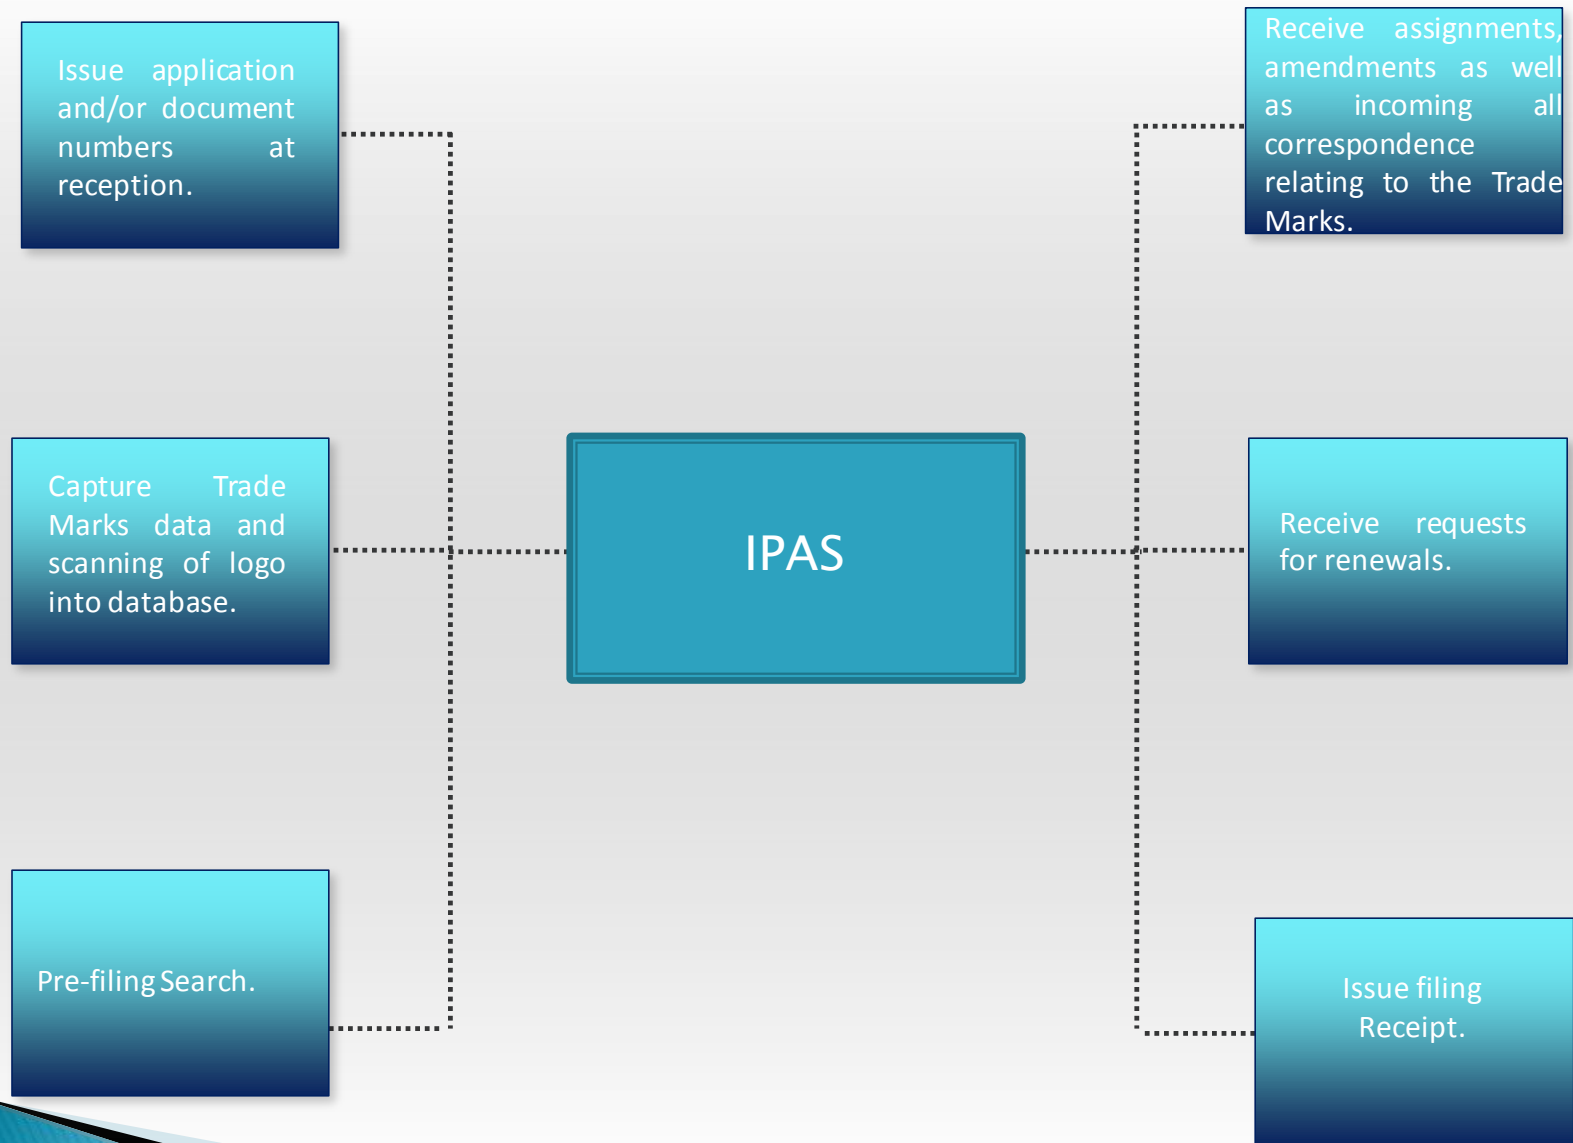 Issue application
and/or document
numbers at
reception.
Capture Trade
Marks data and
scanning of logo
into database.
Pre-filing Search.
IPAS
Receive assignments,
amendments as well
as incoming all
correspondence
relating to the Trade
Marks.
Receive requests
for renewals.
Issue filing
Receipt.